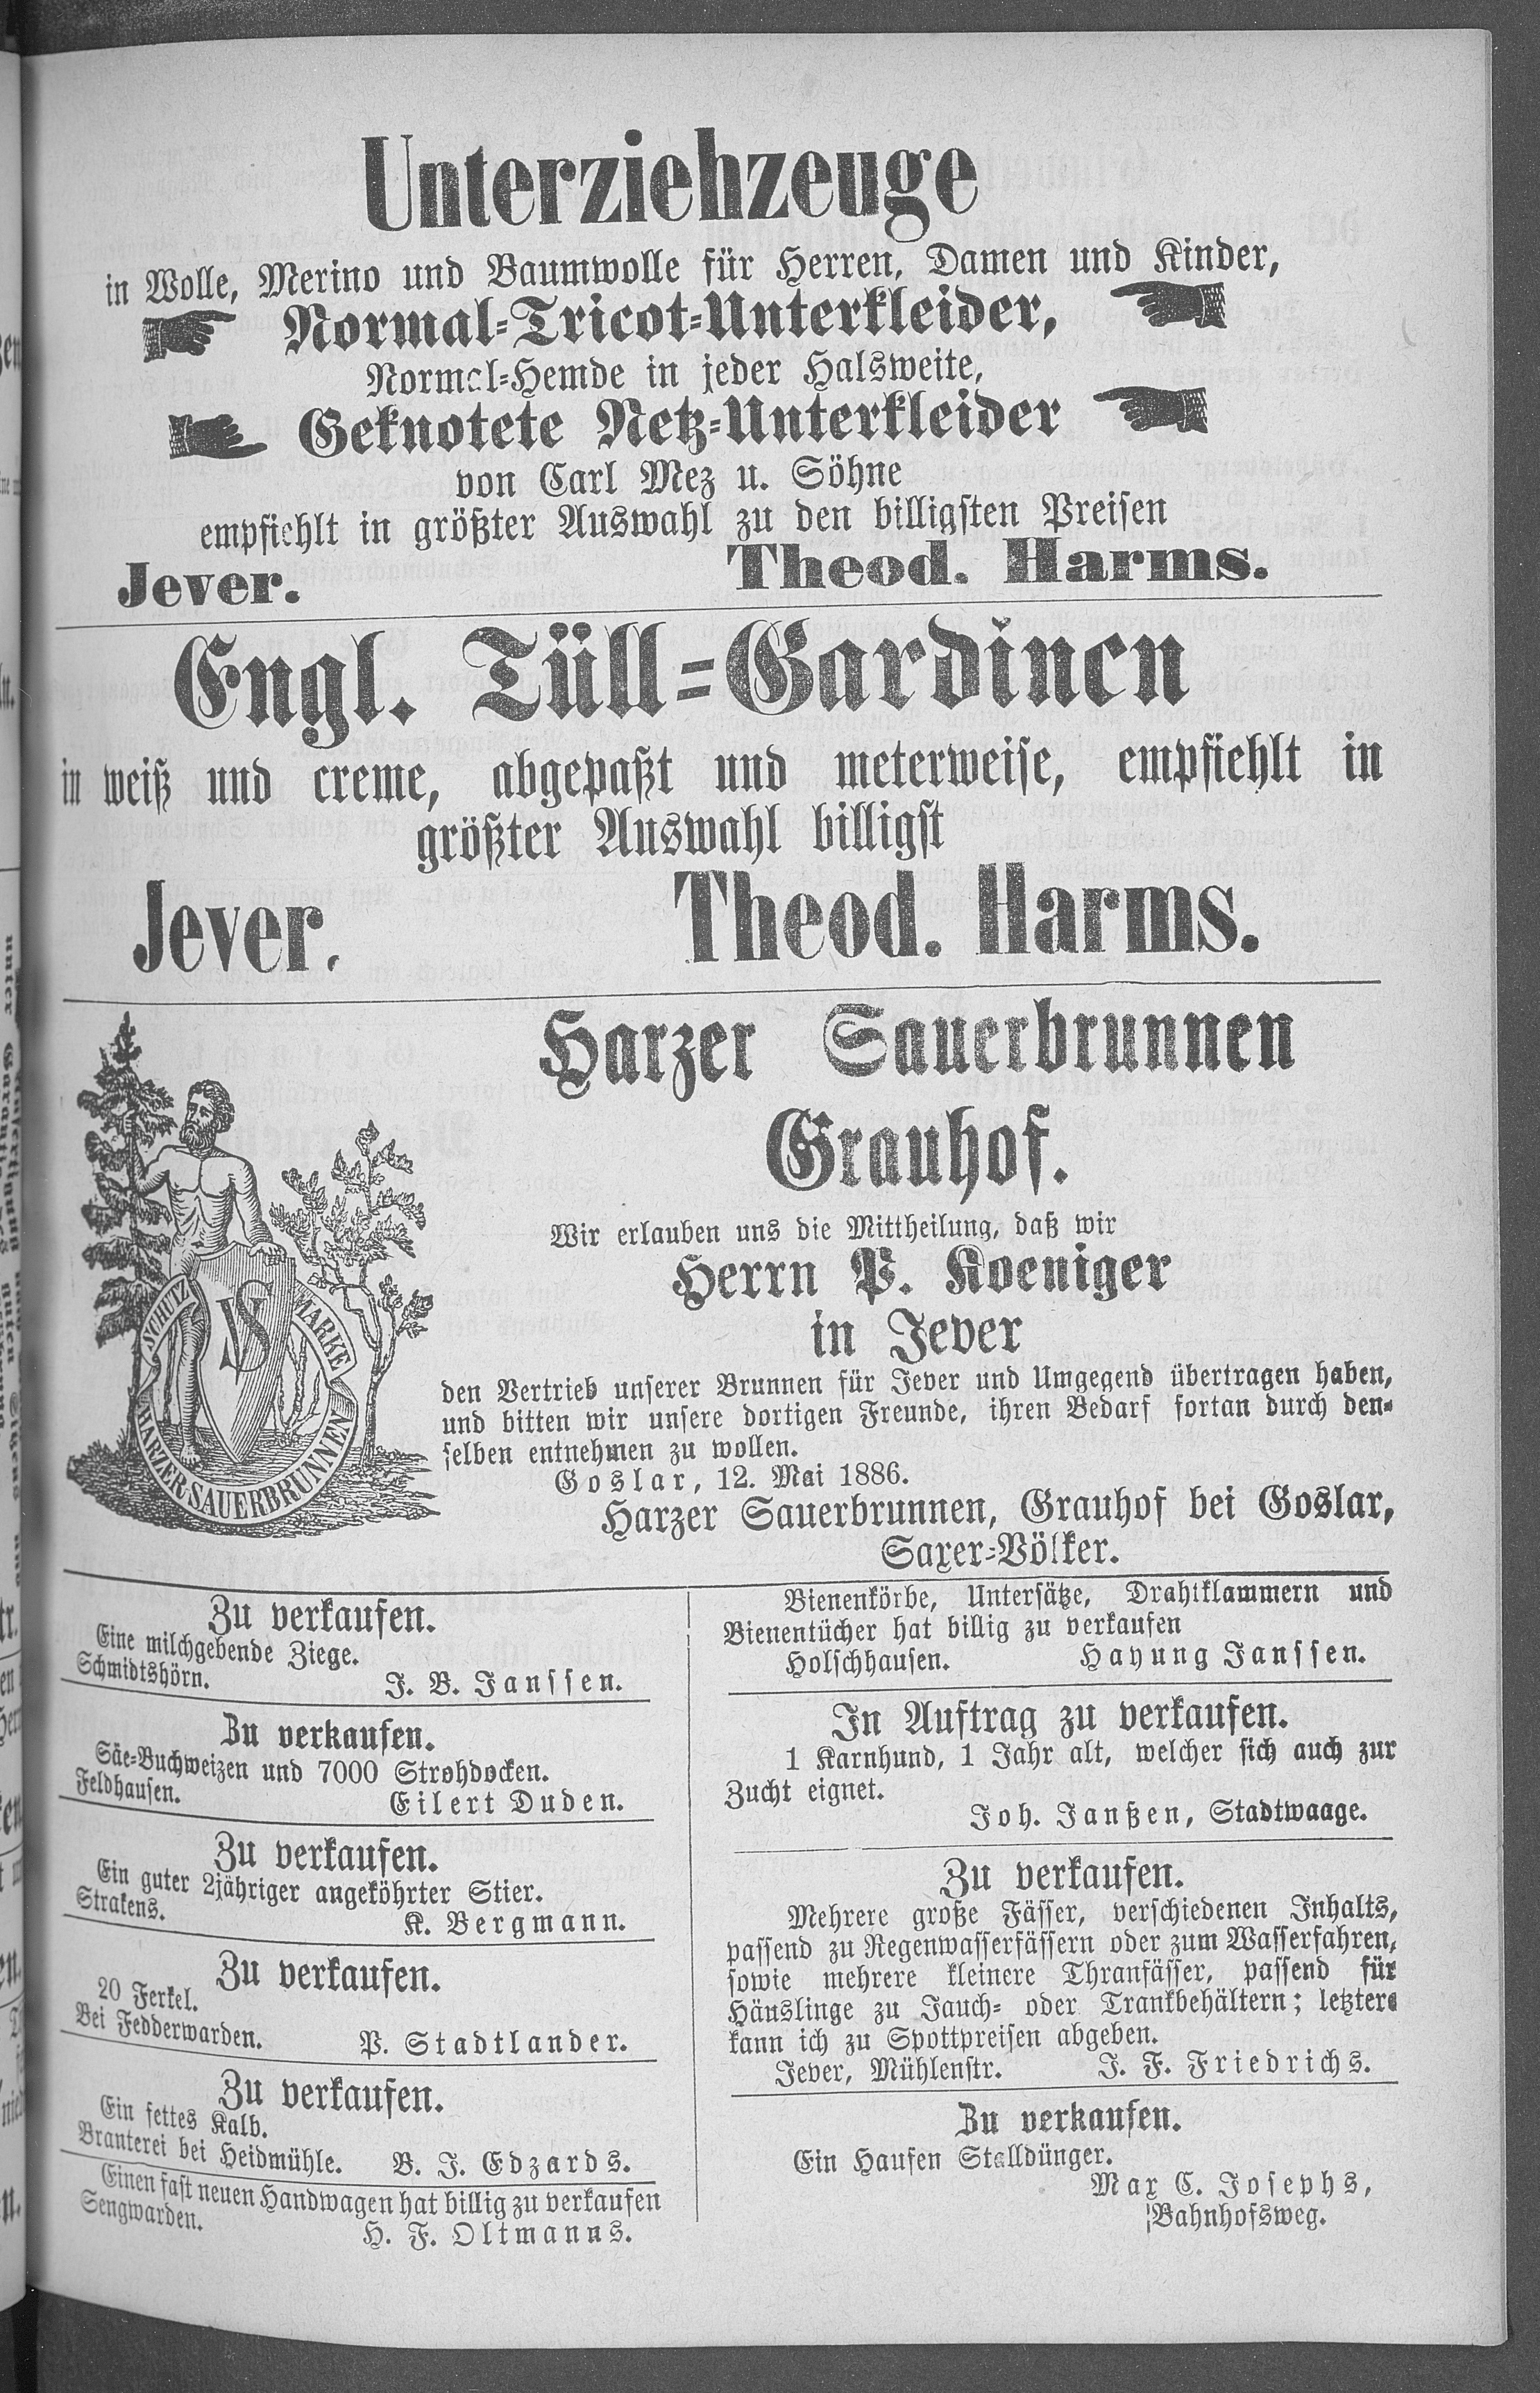 Unterziehzeuge
in Wolle, Merino und Baumwolle für Herren, Damen und Kinder,
Normal-Tricot-Unterkleider,
Normal-Hemde in jeder Halsweite,
Geknotete Netz-Unterkleider
von Carl Mez u. Söhne
empfiehlt in größter Auswahl zu den billigsten Preisen
Jever. Theod. Harms.
Engl. Tüll-Gardinen
in weiß und creme, abgepaßt und meterweise, empfiehlt in
größter Auswahl billigst
Jever. Theod. Harms.
Harzer Sauerbrunnen
Grauhof.
Wir erlauben uns die Mittheilung, daß wir
Herrn P. Koeniger
in Jever
den Vertrieb unserer Brunnen für Jever und Umgegend übertragen haben,
und bitten wir unsere dortigen Freunde, ihren Bedarf fortan durch den-
selben entnehmen zu wollen.
Goslar, 12. Mai 1886.
Harzer Sauerbrunnen, Grauhof bei Goslar,
Saxer-Völker.
SCHUTZ MARKE
HARZER SAUERBRUNNEN
Zu verkaufen.
Eine milchgebende Ziege.
Schmidtshörn. J. B. Janssen.
Zu verkaufen.
Säe-Buchweizen und 7000 Strohdocken.
Feldhausen. Eilert Duden.
Zu verkaufen.
Ein guter 2jähriger angeköhrter Stier.
Strakens. K. Bergmann.
Zu verkaufen.
20 Ferkel.
Bei Fedderwarden. P. Stadtlander.
Zu verkaufen.
Ein fettes Kalb.
Branterei bei Heidmühle. B. J. Edzards.
Einen fast neuen Handwagen hat billig zu verkaufen
Sengwarden. H. F. Oltmanns.
Bienenkörbe, Untersätze, Drahtklammern und
Bienentücher hat billig zu verkaufen
Holschhausen. Hayung Janssen.
In Auftrag zu verkaufen.
1 Karnhund, 1 Jahr alt, welcher sich auch zur
Zucht eignet.
Joh. Janßen, Stadtwaage.
Zu verkaufen.
Mehrere große Fässer, verschiedenen Inhalts,
passend zu Regenwasserfässern oder zum Wasserfahren,
sowie mehrere kleinere Thranfässer, passend für
Häuslinge zu Jauch- oder Trankbehältern; letztere
kann ich zu Spottpreisen abgeben.
Jever, Mühlenstr. J. F. Friedrichs.
Zu verkaufen.
Ein Haufen Stalldünger.
Max C. Josephs,
Bahnhofsweg.